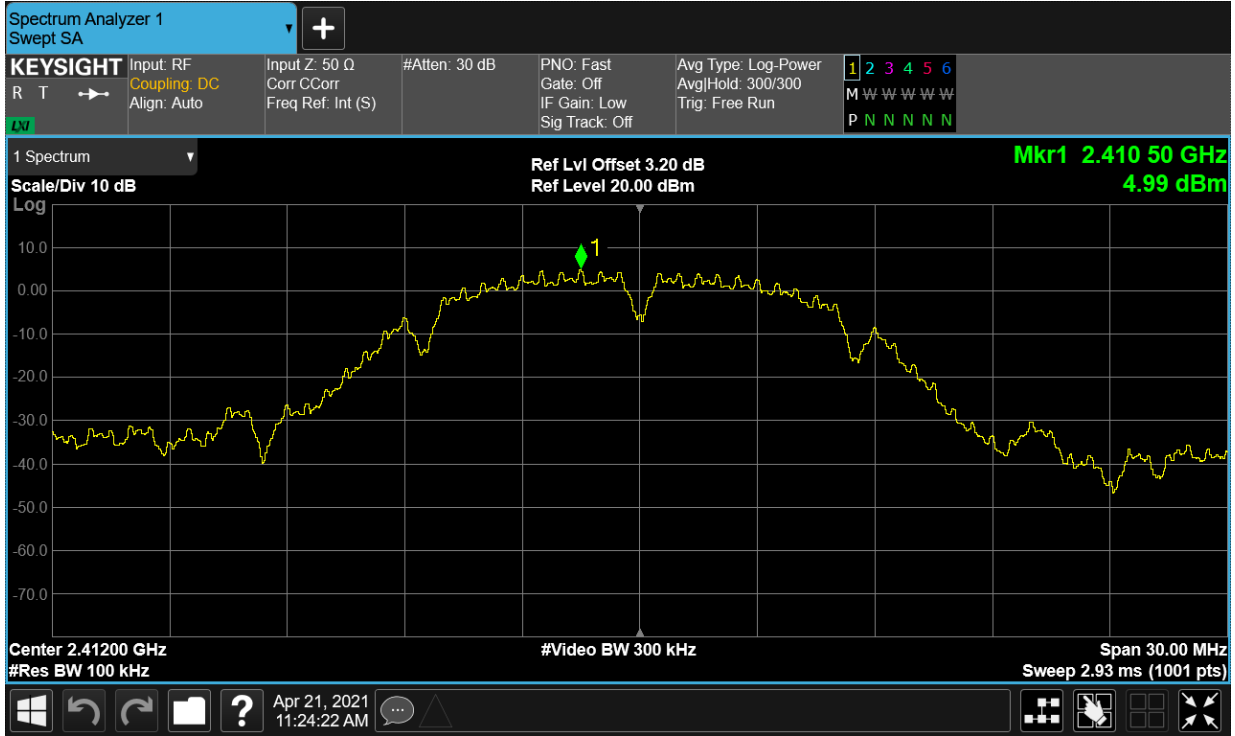 Spectrum Analyzer 1
Swept SA
KEYSIGHT
R T
LXI
Input: RF
Coupling: DC
Align: Auto
Input Z: 50 Ω
Corr CCorr
Freq Ref: Int (S)
#Atten: 30 dB
PNO: Fast
Gate: Off
IF Gain: Low
Sig Track: Off
Avg Type: Log-Power
Avg|Hold: 300/300
Trig: Free Run
1 2 3 4 5 6
M W W W W W
P N N N N N
1 Spectrum
Scale/Div 10 dB
Log
Ref Lvl Offset 3.20 dB
Ref Level 20.00 dBm
Mkr1 2.410 50 GHz
4.99 dBm
1
10.0
0.00
-10.0
-20.0
-30.0
-40.0
-50.0
-60.0
-70.0
Center 2.41200 GHz
#Res BW 100 kHz
#Video BW 300 kHz
Span 30.00 MHz
Sweep 2.93 ms (1001 pts)
?
Apr 21, 2021
11:24:22 AM